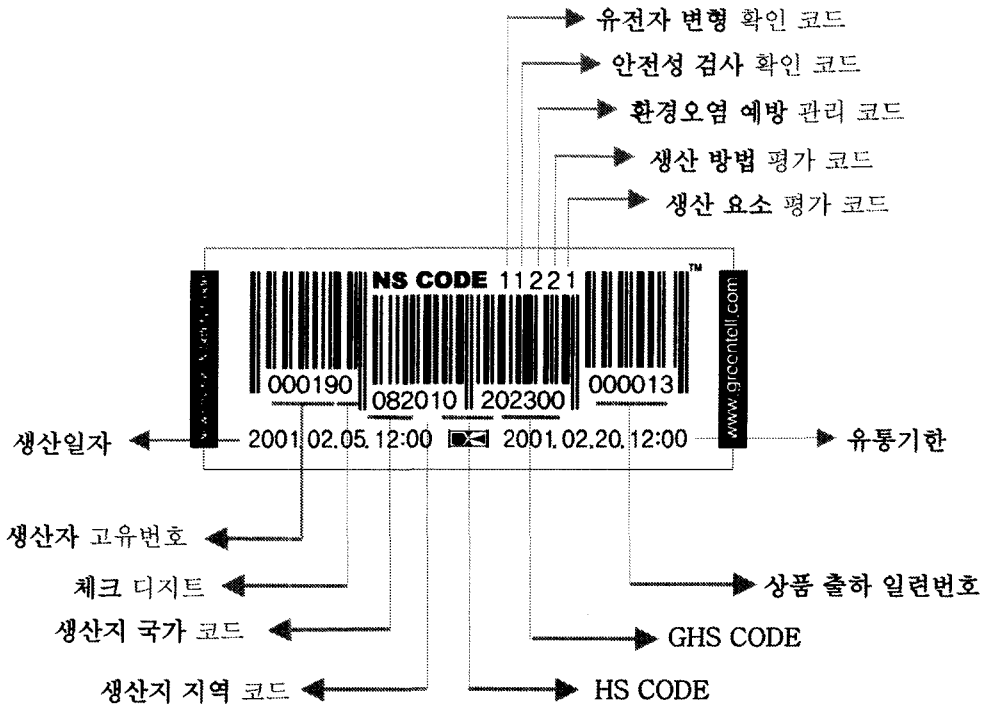 유전자 변형 확인 코드
안전성 검사 확인 코드
환경오염 예방 관리 코드
생산 방법 평가 코드
생산 요소 평가 코드
NS CODE 11221 ™
000190 082010 202300 000013
www.greentell.com
생산일자 2001.02.05. 12:00 2001.02.20. 12:00 유통기한
생산자 고유번호
체크 디지트 상품 출하 일련번호
생산지 국가 코드 GHS CODE
생산지 지역 코드 HS CODE